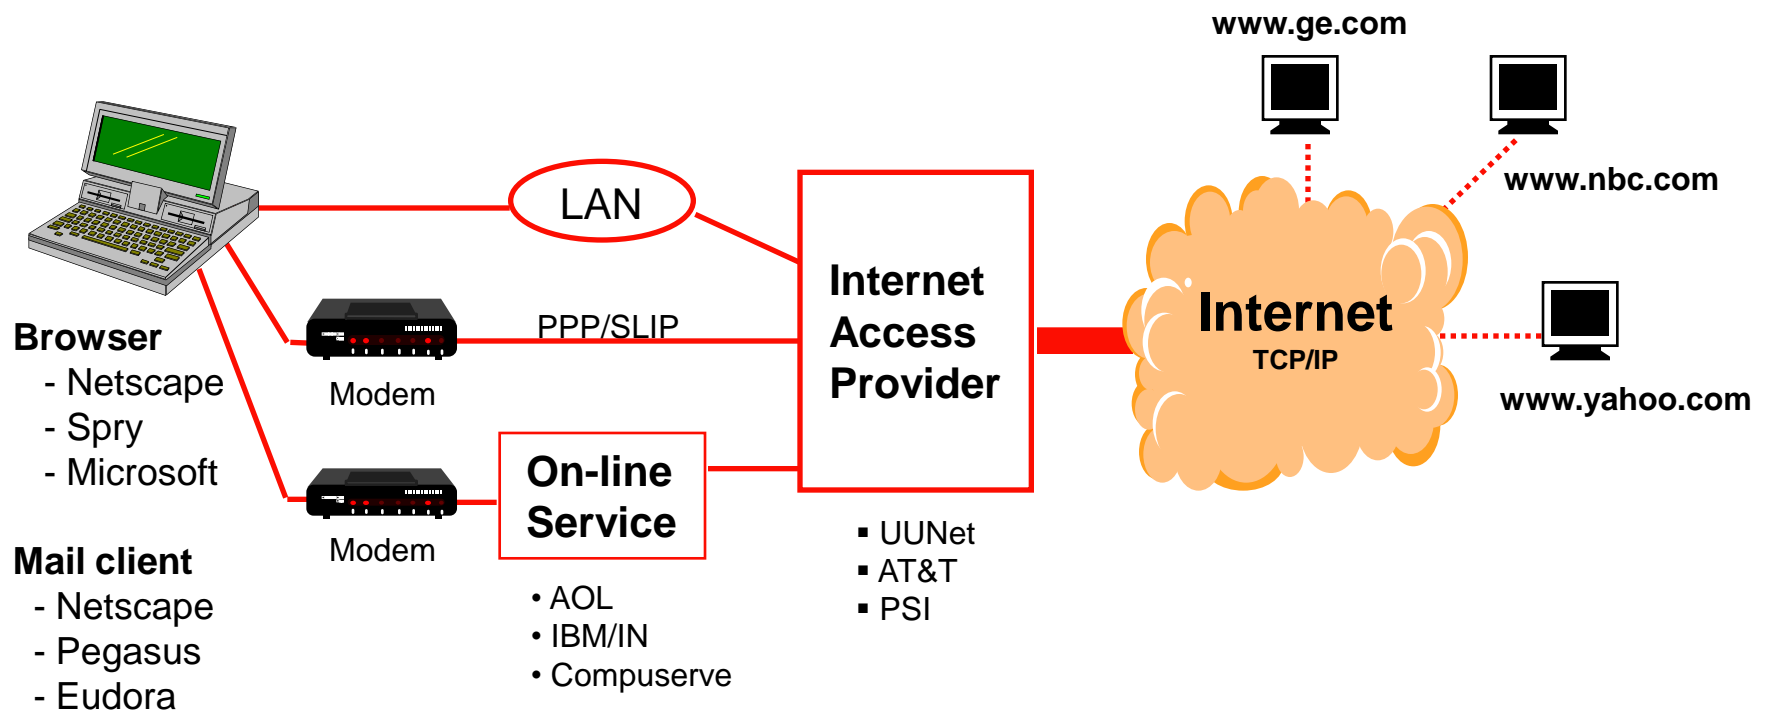 www.ge.com
www.nbc.com
www.yahoo.com
LAN
PPP/SLIP
Modem
Modem
On-line
Service
• AOL
• IBM/IN
• Compuserve
Internet
Access
Provider
▪ UUNet
▪ AT&T
▪ PSI
Internet
TCP/IP
Browser
- Netscape
- Spry
- Microsoft
Mail client
- Netscape
- Pegasus
- Eudora